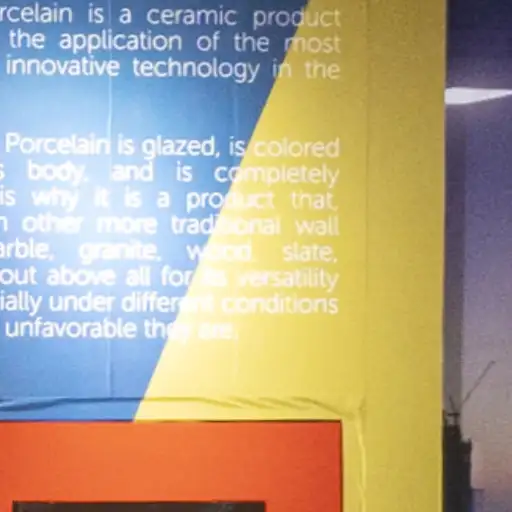 rcelain is a ceramic product
the application of the most
innovative technology in the
Porcelain is glazed, is colored
s body, and is completely
is why it is a product that,
n other more traditional wall
arble, granite, wood, slate,
out above all for its versatility
ially under different conditions
unfavorable they are.